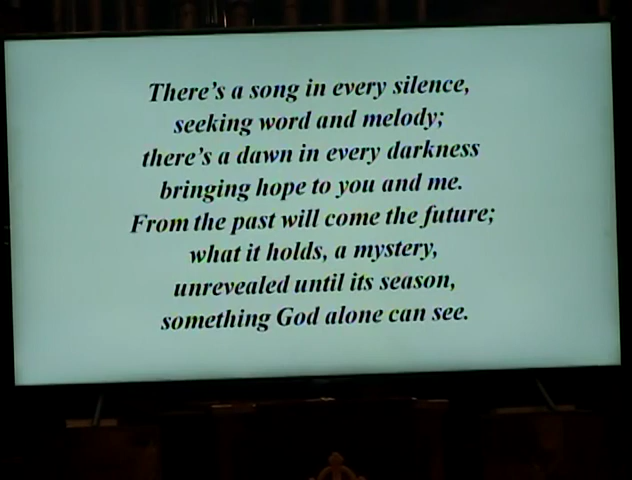 There's a song in every silence,
seeking word and melody;
there's a dawn in every darkness
bringing hope to you and me.
From the past will come the future;
what it holds, a mystery,
unrevealed until its season,
something God alone can see.